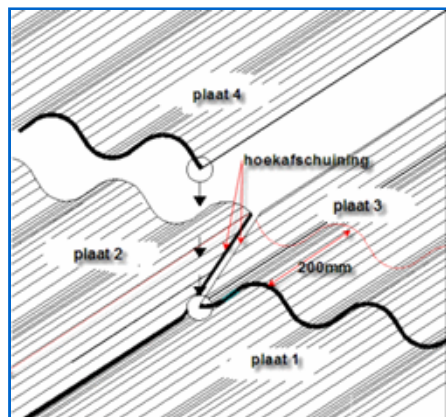 plaat 4
hoekafschuining
plaat 3
plaat 2
200mm
plaat 1